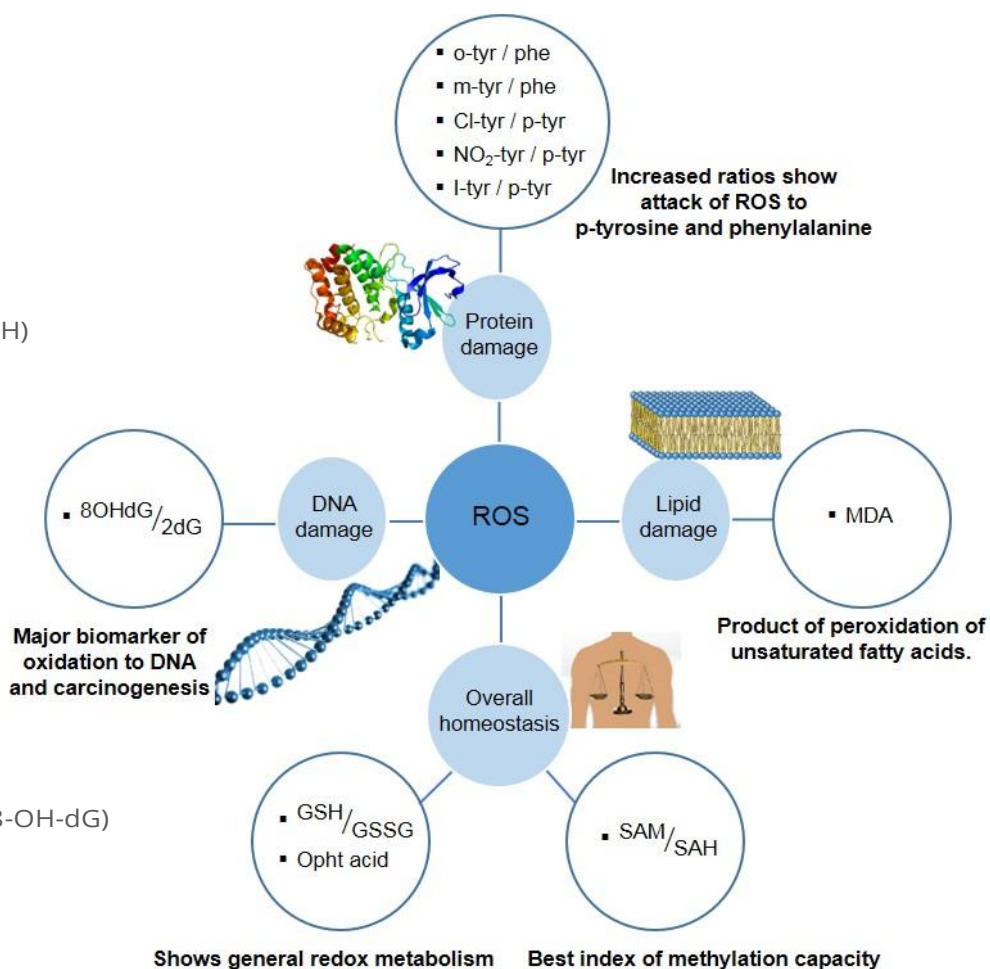 ▪ o-tyr / phe
▪ m-tyr / phe
▪ Cl-tyr / p-tyr
▪ NO₂-tyr / p-tyr
▪ I-tyr / p-tyr
Increased ratios show
attack of ROS to
p-tyrosine and phenylalanine
H)
Protein
damage
▪ 8OHdG/2dG
DNA
damage
ROS
Lipid
damage
▪ MDA
Major biomarker of
oxidation to DNA
and carcinogenesis
Product of peroxidation of
unsaturated fatty acids.
Overall
homeostasis
-OH-dG)
▪ GSH/GSSG
▪ Opht acid
▪ SAM/SAH
Shows general redox metabolism
Best index of methylation capacity